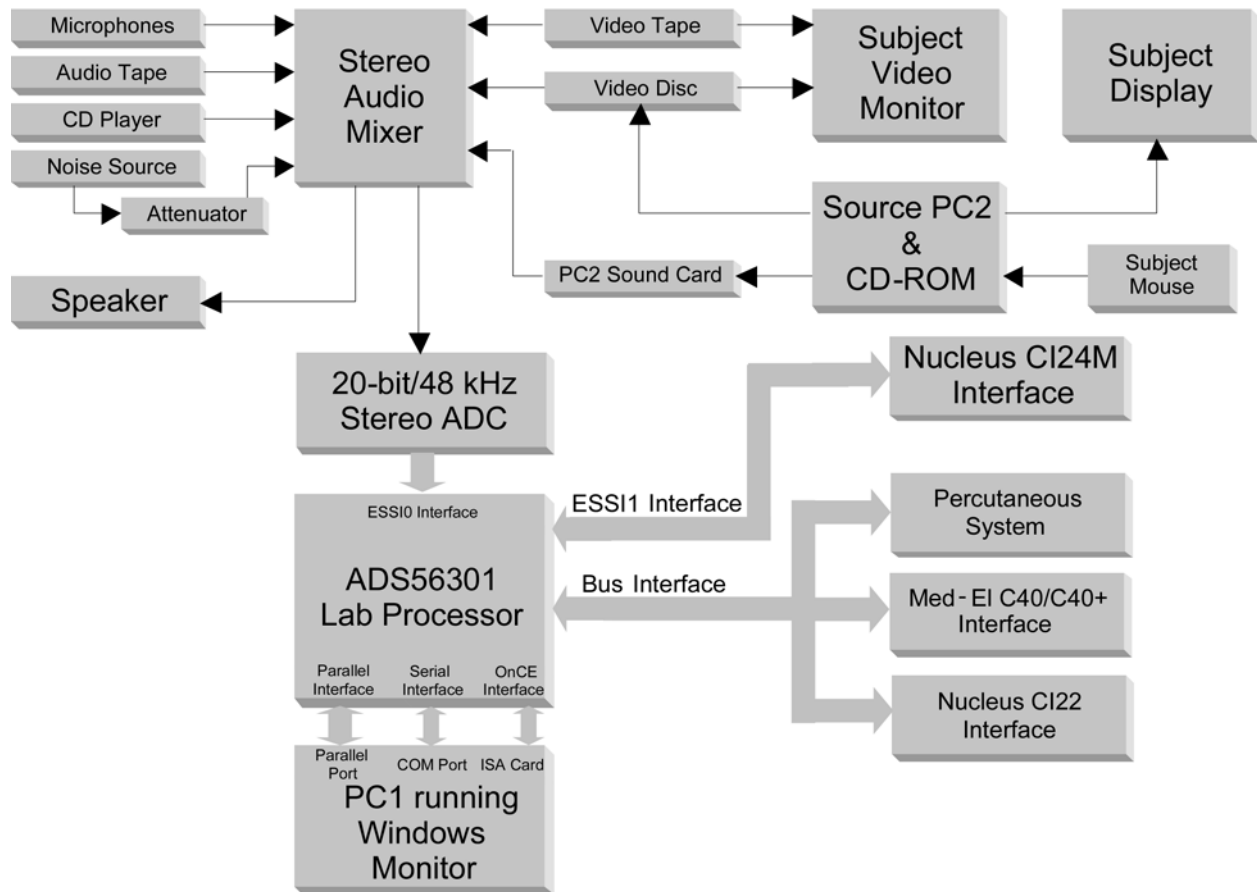 Microphones
Audio Tape
CD Player
Noise Source
Attenuator
Speaker
Stereo
Audio
Mixer
Video Tape
Video Disc
PC2 Sound Card
Subject
Video
Monitor
Subject
Display
Source PC2
&
CD-ROM
Subject
Mouse
20-bit/48 kHz
Stereo ADC
ESSI0 Interface
ADS56301
Lab Processor
Parallel
Interface
Serial
Interface
OnCE
Interface
Parallel
Port
COM Port
ISA Card
PC1 running
Windows
Monitor
ESSI1 Interface
Bus Interface
Nucleus CI24M
Interface
Percutaneous
System
Med-El C40/C40+
Interface
Nucleus CI22
Interface